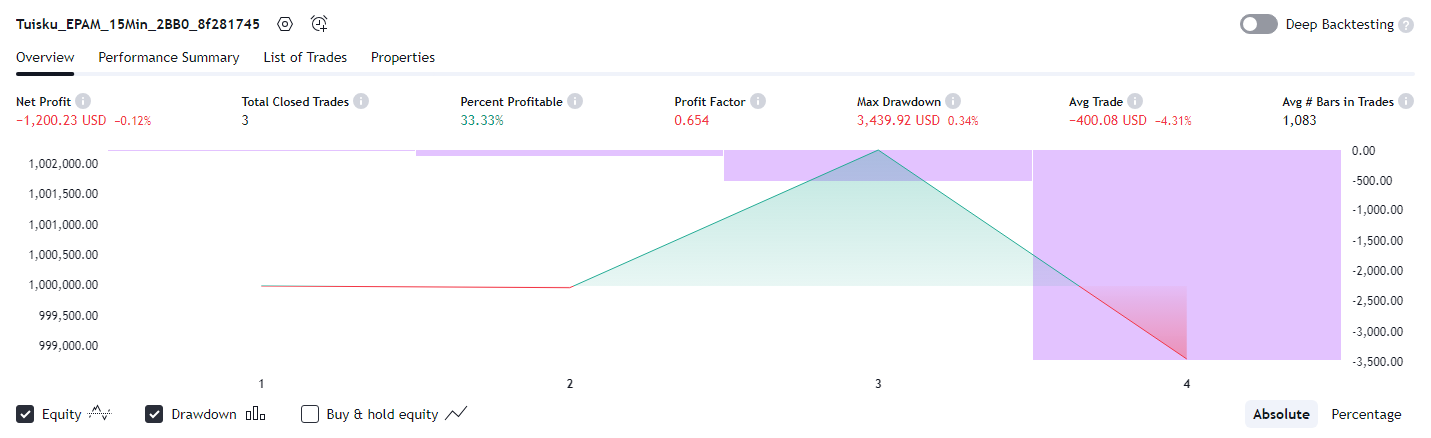 Tuisku_EPAM_15Min_2BB0_8f281745 Deep Backtesting ?
Overview Performance Summary List of Trades Properties
Net Profit Total Closed Trades Percent Profitable Profit Factor Max Drawdown Avg Trade Avg # Bars in Trades
−1,200.23 USD −0.12% 3 33.33% 0.654 3,439.92 USD 0.34% −400.08 USD −4.31% 1,083
1,002,000.00 0.00
1,001,500.00 -500.00
1,001,000.00 -1,000.00
1,000,500.00 -1,500.00
1,000,000.00 -2,000.00
999,500.00 -2,500.00
999,000.00 -3,000.00
-3,500.00
1 2 3 4
Equity Drawdown Buy & hold equity Absolute Percentage